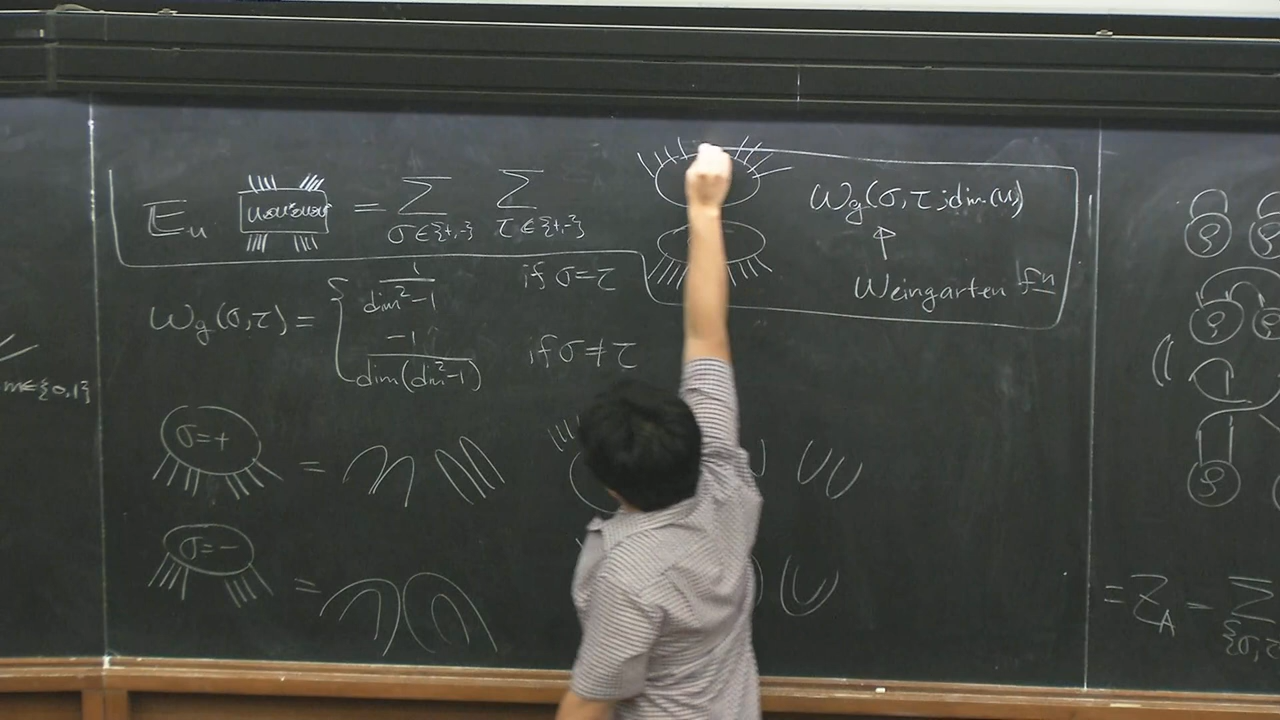 𝔼_u [u⊗u*⊗u⊗u*] = Σ_{σ∈{+,-}} Σ_{τ∈{+,-}} Wg(σ,τ;dim(u))
↑
Weingarten fn
Wg(σ,τ) = { 1/(dim²-1) if σ=τ
-1/(dim(dim²-1)) if σ≠τ
m∈{0,1}
σ=+ =
σ=- =
ρ
ρ
ρ
= Z_A = Σ